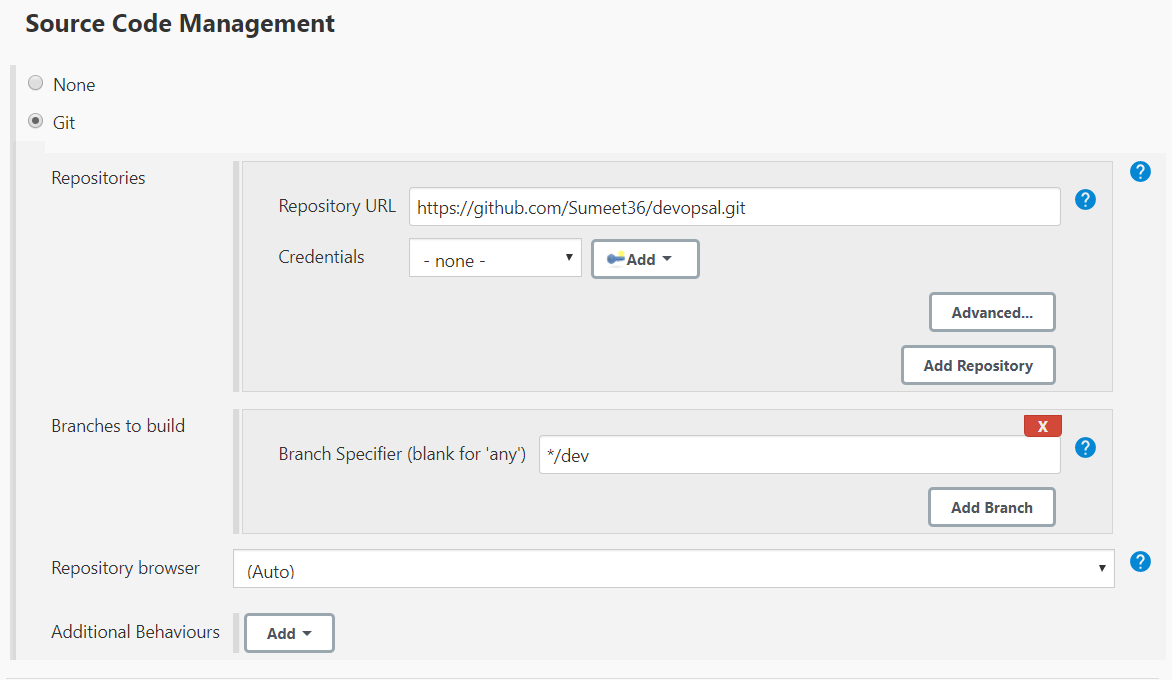 Source Code Management
None
Git
Repositories
?
Repository URL https://github.com/Sumeet36/devopsal.git ?
Credentials - none - Add
Advanced...
Add Repository
Branches to build
X
Branch Specifier (blank for 'any') */dev ?
Add Branch
Repository browser (Auto) ?
Additional Behaviours Add